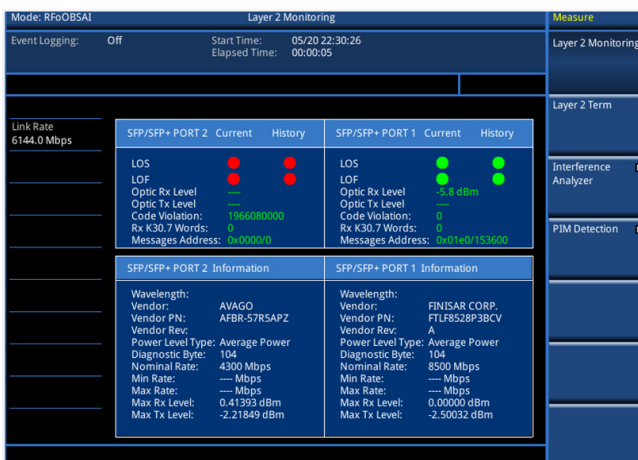 Mode: RFoOBSAI
Layer 2 Monitoring
Measure
Event Logging: Off
Start Time: 05/20 22:30:26
Elapsed Time: 00:00:05
Layer 2 Monitoring
Layer 2 Term
Interference
Analyzer
PIM Detection
Link Rate
6144.0 Mbps
SFP/SFP+ PORT 2 Current History
LOS
LOF
Optic Rx Level ----
Optic Tx Level ----
Code Violation: 1966080000
Rx K30.7 Words: 0
Messages Address: 0x0000/0
SFP/SFP+ PORT 1 Current History
LOS
LOF
Optic Rx Level -5.8 dBm
Optic Tx Level ----
Code Violation: 0
Rx K30.7 Words: 0
Messages Address: 0x01e0/153600
SFP/SFP+ PORT 2 Information
Wavelength:
Vendor: AVAGO
Vendor PN: AFBR-57R5APZ
Vendor Rev:
Power Level Type: Average Power
Diagnostic Byte: 104
Nominal Rate: 4300 Mbps
Min Rate: ---- Mbps
Max Rate: ---- Mbps
Max Rx Level: 0.41393 dBm
Max Tx Level: -2.21849 dBm
SFP/SFP+ PORT 1 Information
Wavelength:
Vendor: FINISAR CORP.
Vendor PN: FTLF8528P3BCV
Vendor Rev: A
Power Level Type: Average Power
Diagnostic Byte: 104
Nominal Rate: 8500 Mbps
Min Rate: ---- Mbps
Max Rate: ---- Mbps
Max Rx Level: 0.00000 dBm
Max Tx Level: -2.50032 dBm